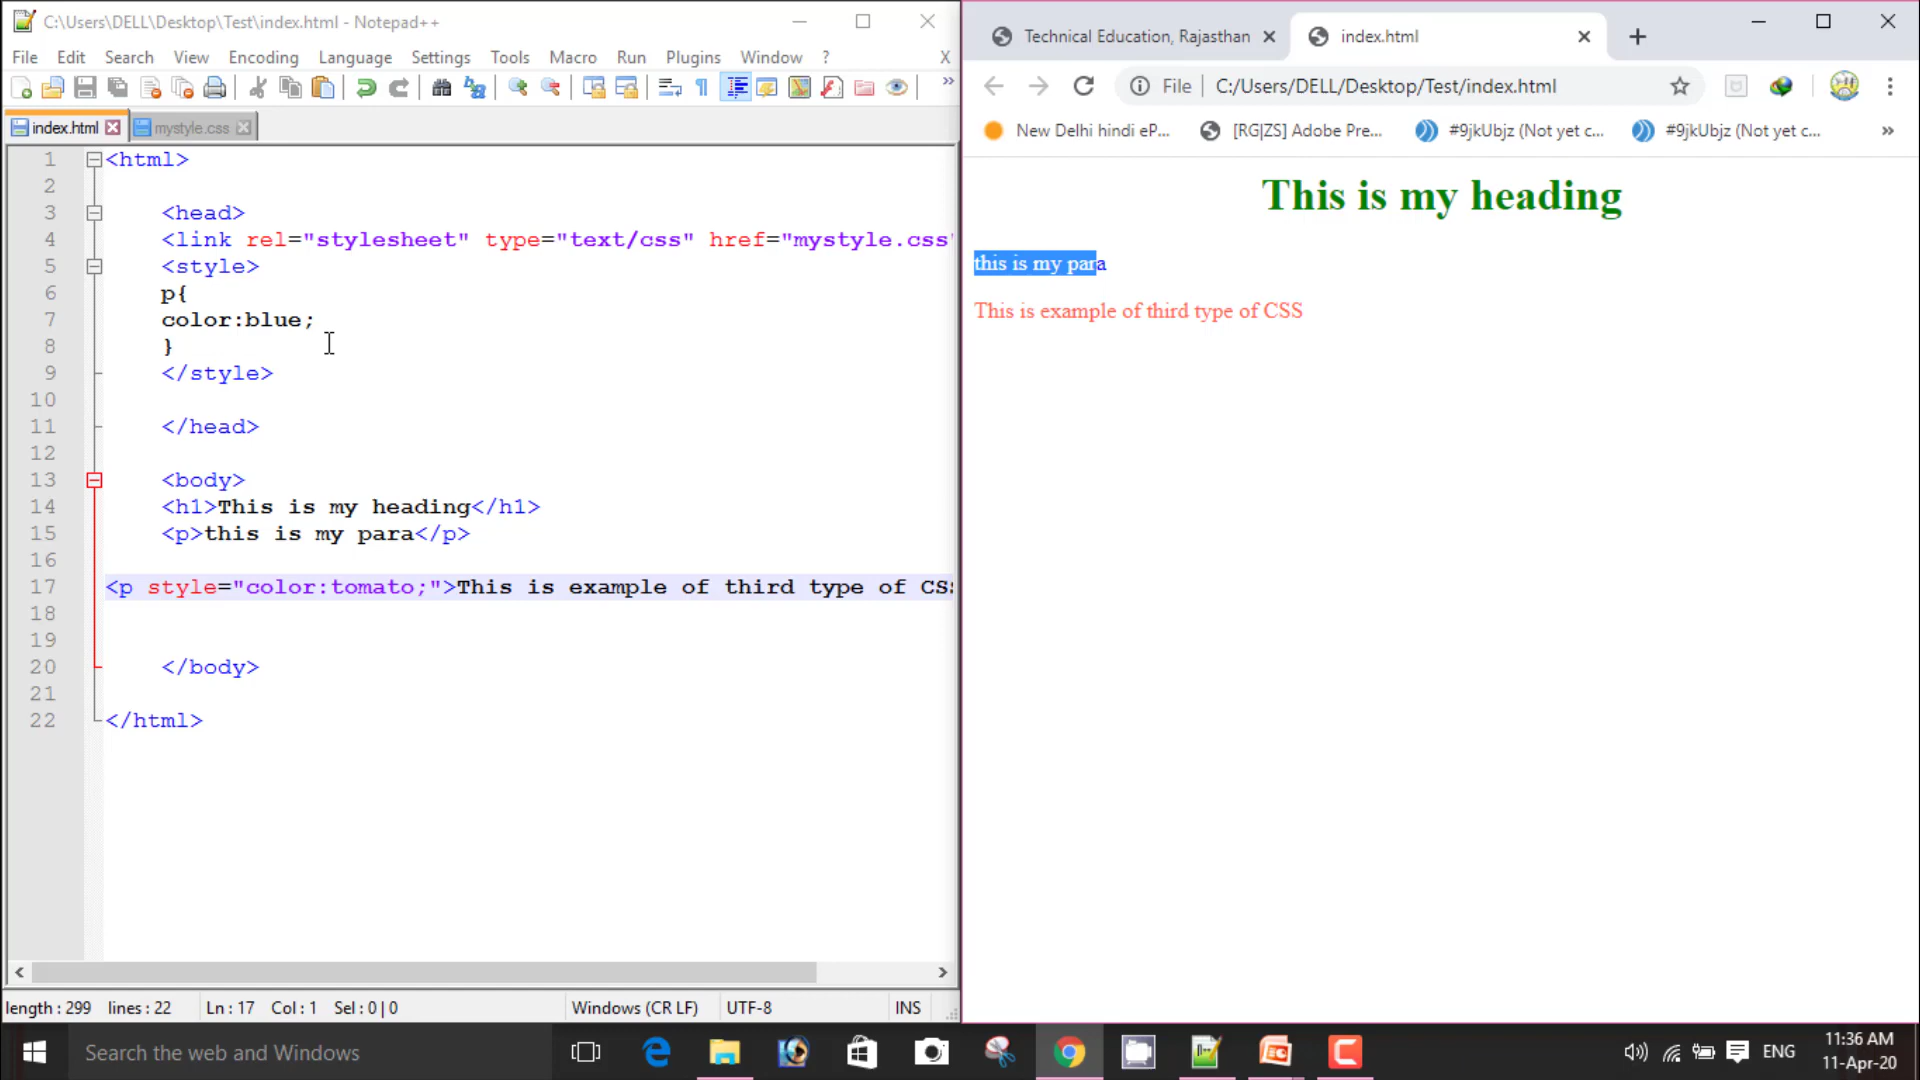 C:\Users\DELL\Desktop\Test\index.html - Notepad++
File Edit Search View Encoding Language Settings Tools Macro Run Plugins Window ? X
index.html mystyle.css
1 <html>
2
3 <head>
4 <link rel="stylesheet" type="text/css" href="mystyle.css"
5 <style>
6 p{
7 color:blue;
8 }
9 </style>
10
11 </head>
12
13 <body>
14 <h1>This is my heading</h1>
15 <p>this is my para</p>
16
17 <p style="color:tomato;">This is example of third type of CSS
18
19
20 </body>
21
22 </html>
length : 299 lines : 22 Ln : 17 Col : 1 Sel : 0 | 0 Windows (CR LF) UTF-8 INS
Technical Education, Rajasthan index.html
File C:/Users/DELL/Desktop/Test/index.html
New Delhi hindi eP... [RG|ZS] Adobe Pre... #9jkUbjz (Not yet c... #9jkUbjz (Not yet c... »
This is my heading
this is my para
This is example of third type of CSS
Search the web and Windows
ENG
11:36 AM
11-Apr-20